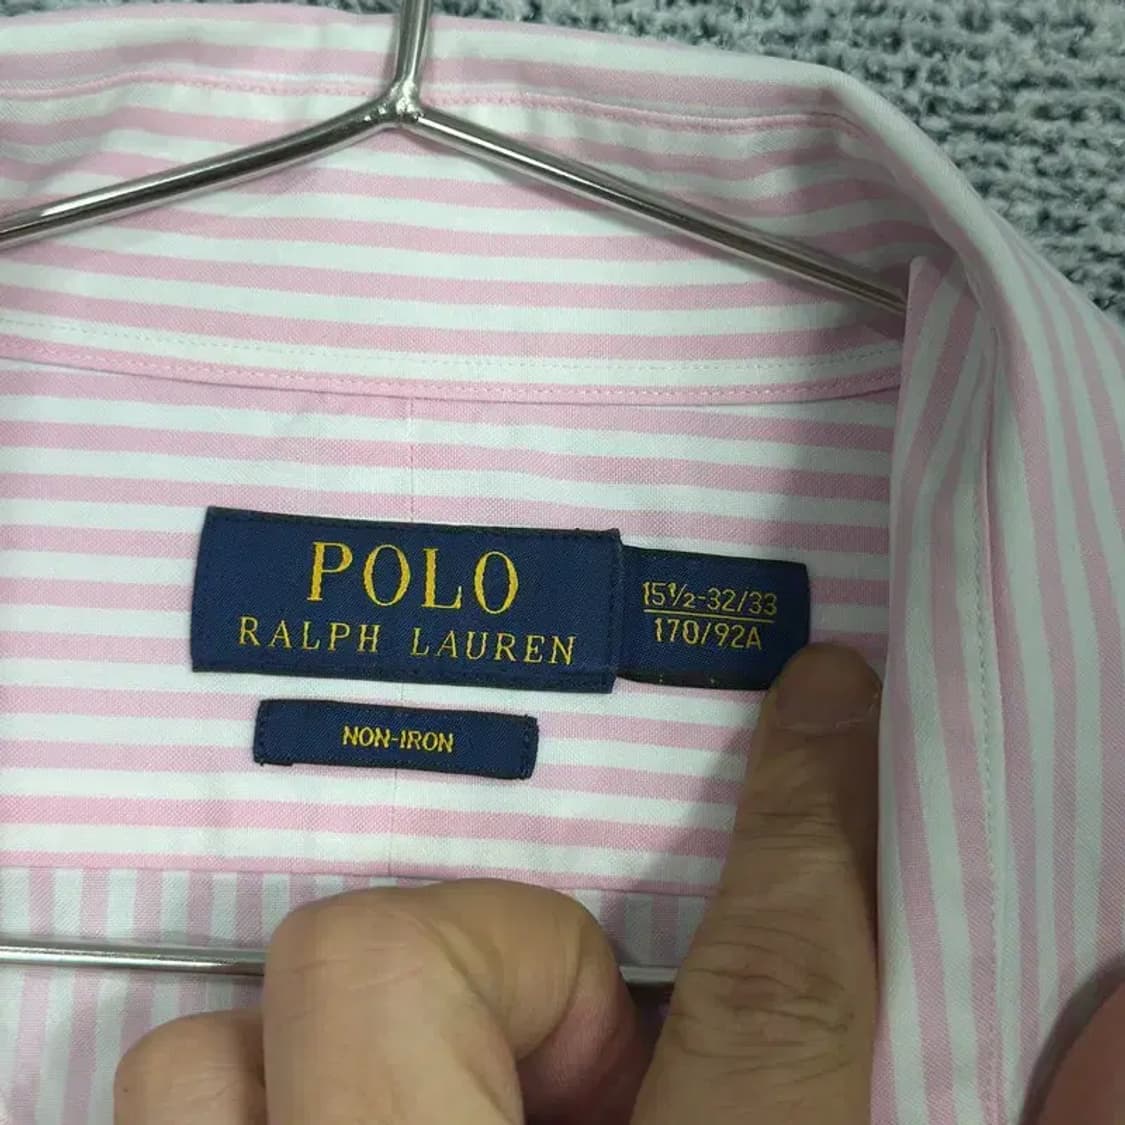 POLO
RALPH LAUREN
15½-32/33
170/92A
NON-IRON